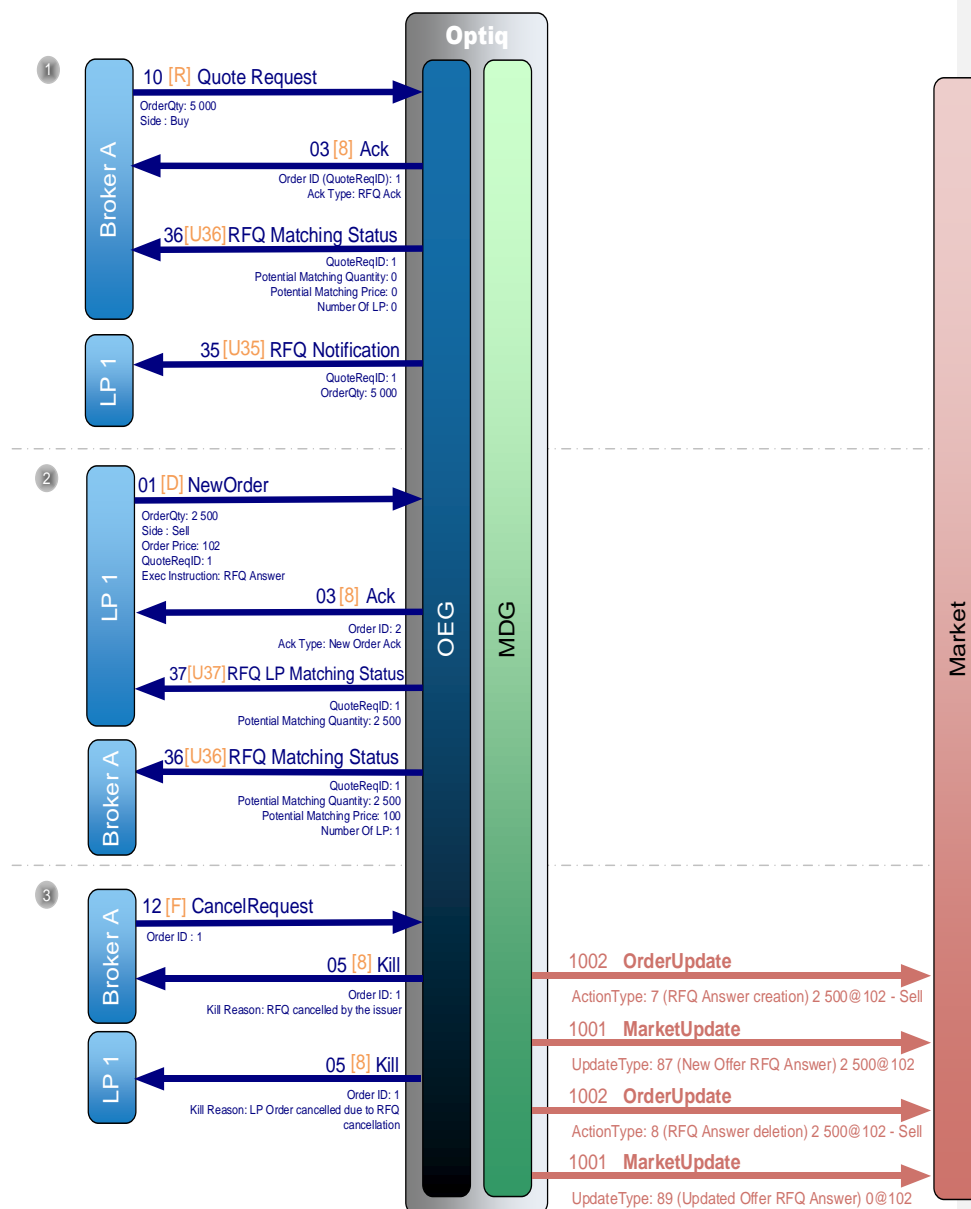 Optiq
1
10 [R] Quote Request
OrderQty: 5 000
Side : Buy
Broker A
03 [8] Ack
Order ID (QuoteReqID): 1
Ack Type: RFQ Ack
36[U36]RFQ Matching Status
QuoteReqID: 1
Potential Matching Quantity: 0
Potential Matching Price: 0
Number Of LP: 0
LP 1
35 [U35] RFQ Notification
QuoteReqID: 1
OrderQty: 5 000
2
01 [D] NewOrder
OrderQty: 2 500
Side : Sell
Order Price: 102
QuoteReqID: 1
Exec Instruction: RFQ Answer
LP 1
03 [8] Ack
Order ID: 2
Ack Type: New Order Ack
37[U37]RFQ LP Matching Status
QuoteReqID: 1
Potential Matching Quantity: 2 500
OEG
MDG
Market
Broker A
36[U36]RFQ Matching Status
QuoteReqID: 1
Potential Matching Quantity: 2 500
Potential Matching Price: 100
Number Of LP: 1
3
Broker A
12 [F] CancelRequest
Order ID : 1
05 [8] Kill
Order ID: 1
Kill Reason: RFQ cancelled by the issuer
LP 1
05 [8] Kill
Order ID: 1
Kill Reason: LP Order cancelled due to RFQ
cancellation
1002 OrderUpdate
ActionType: 7 (RFQ Answer creation) 2 500@102 - Sell
1001 MarketUpdate
UpdateType: 87 (New Offer RFQ Answer) 2 500@102
1002 OrderUpdate
ActionType: 8 (RFQ Answer deletion) 2 500@102 - Sell
1001 MarketUpdate
UpdateType: 89 (Updated Offer RFQ Answer) 0@102